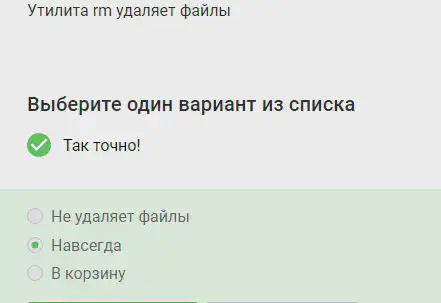 Утилита rm удаляет файлы
Выберите один вариант из списка
Так точно!
Не удаляет файлы
Навсегда
В корзину